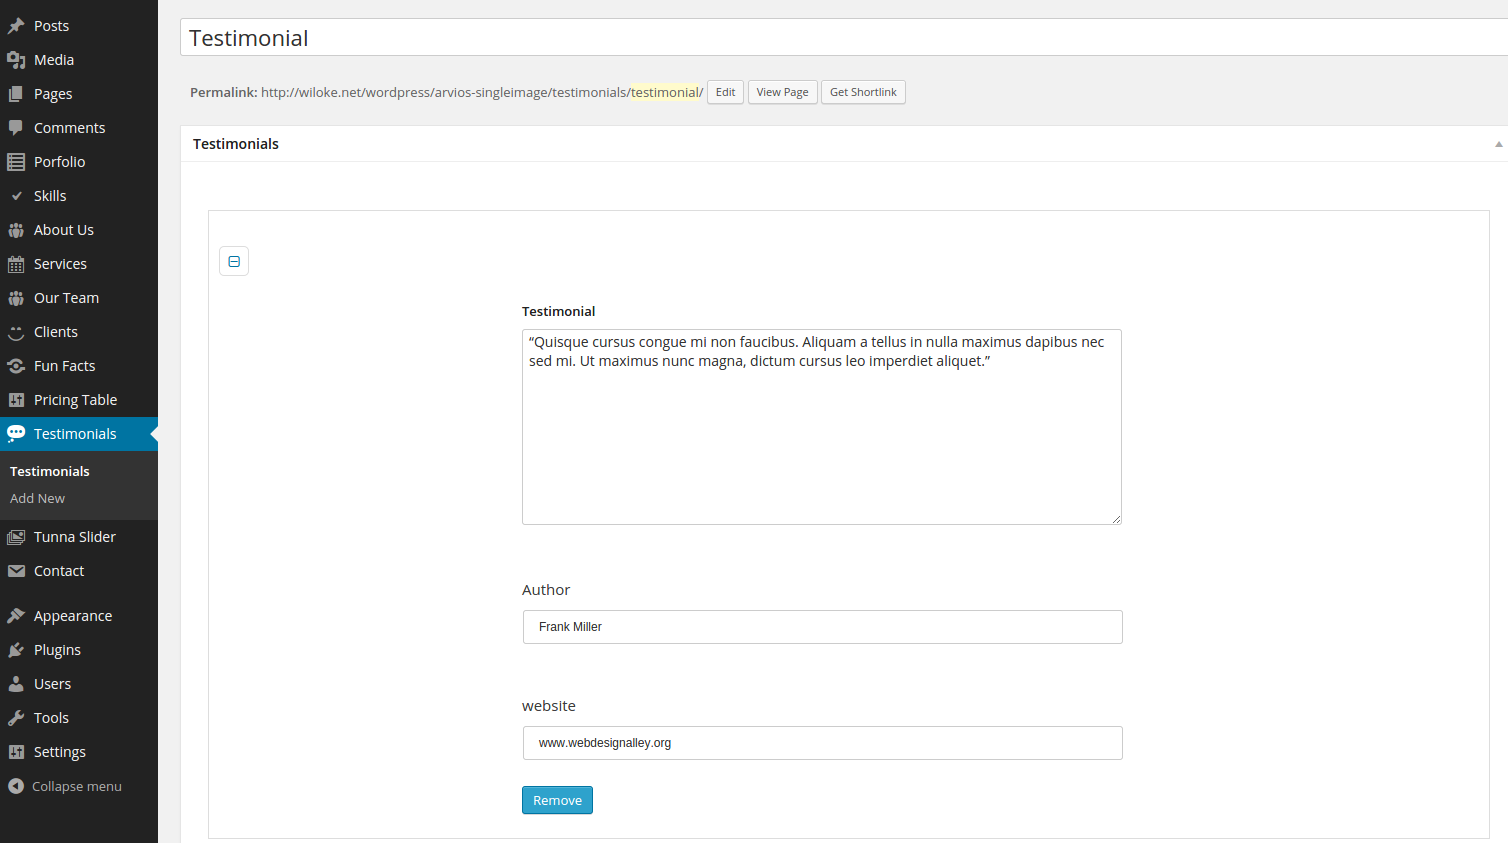 Posts
Media
Pages
Comments
Porfolio
Skills
About Us
Services
Our Team
Clients
Fun Facts
Pricing Table
Testimonials
Testimonials
Add New
Tunna Slider
Contact
Appearance
Plugins
Users
Tools
Settings
Collapse menu
Testimonial
Permalink: http://wiloke.net/wordpress/arvios-singleimage/testimonials/testimonial/ Edit View Page Get Shortlink
Testimonials
Testimonial
“Quisque cursus congue mi non faucibus. Aliquam a tellus in nulla maximus dapibus nec
sed mi. Ut maximus nunc magna, dictum cursus leo imperdiet aliquet.”
Author
Frank Miller
website
www.webdesignalley.org
Remove